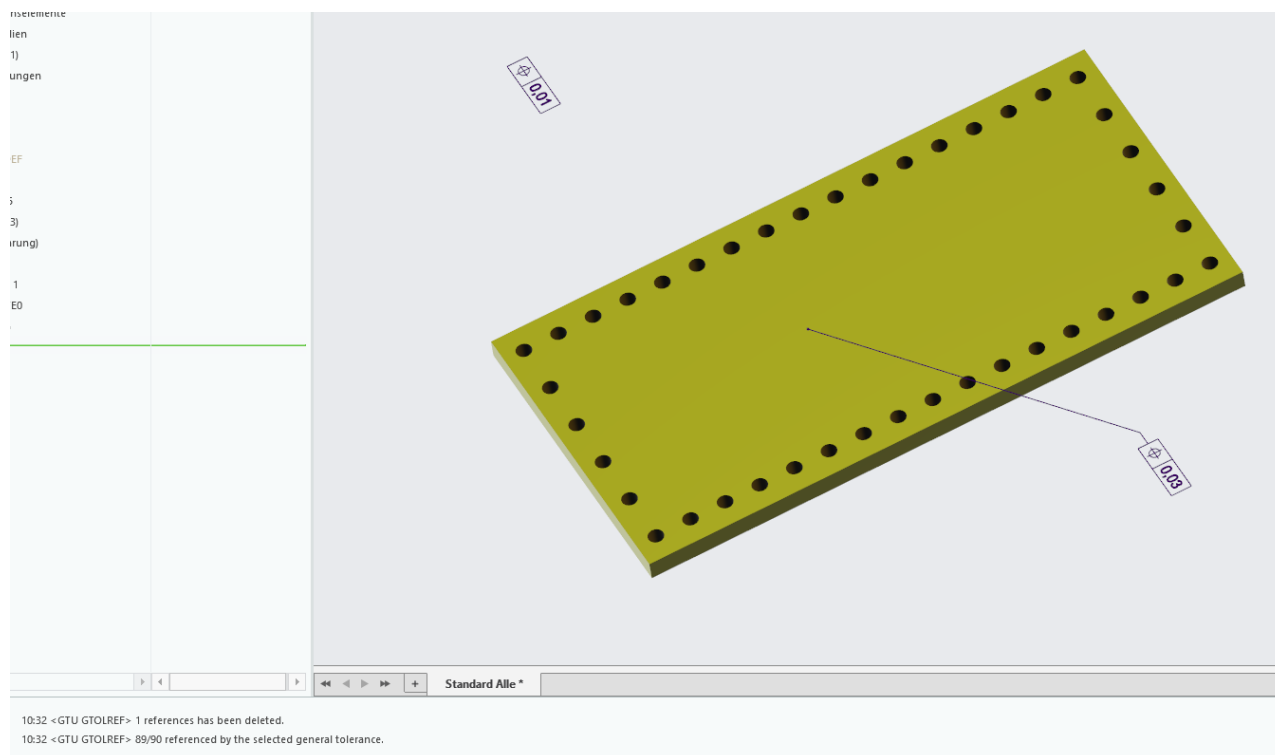 nselemente
lien
1)
ungen
EF
3)
rung)
1
E0
0,01
0,03
Standard Alle *
10:32 <GTU GTOLREF> 1 references has been deleted.
10:32 <GTU GTOLREF> 89/90 referenced by the selected general tolerance.